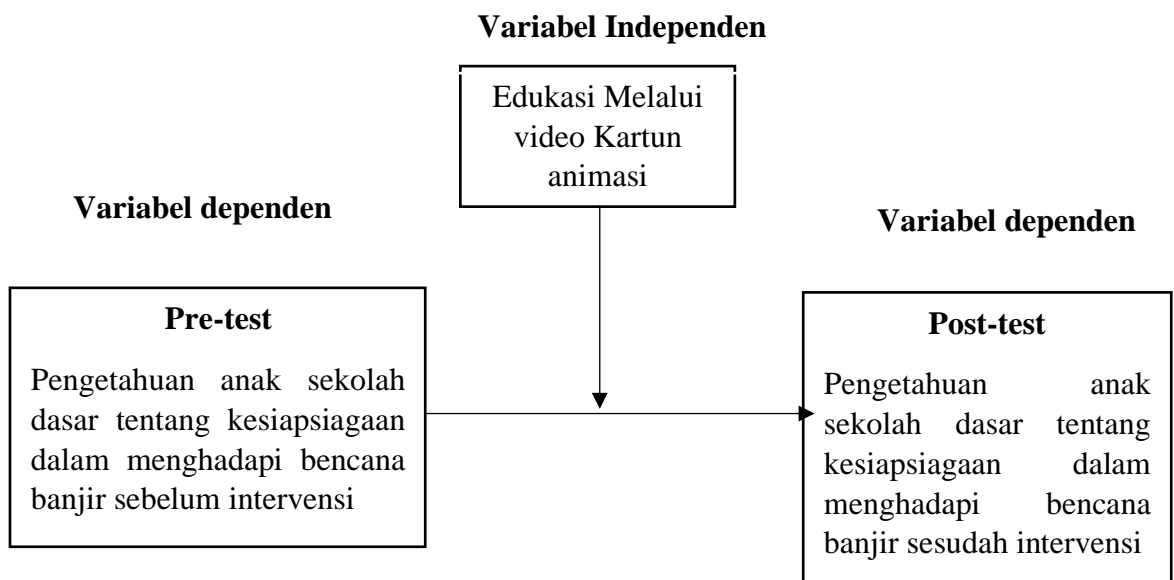 Variabel Independen
Edukasi Melalui
video Kartun
animasi
Variabel dependen
Variabel dependen
Pre-test
Pengetahuan anak sekolah
dasar tentang kesiapsiagaan
dalam menghadapi bencana
banjir sebelum intervensi
Post-test
Pengetahuan anak
sekolah dasar tentang
kesiapsiagaan dalam
menghadapi bencana
banjir sesudah intervensi